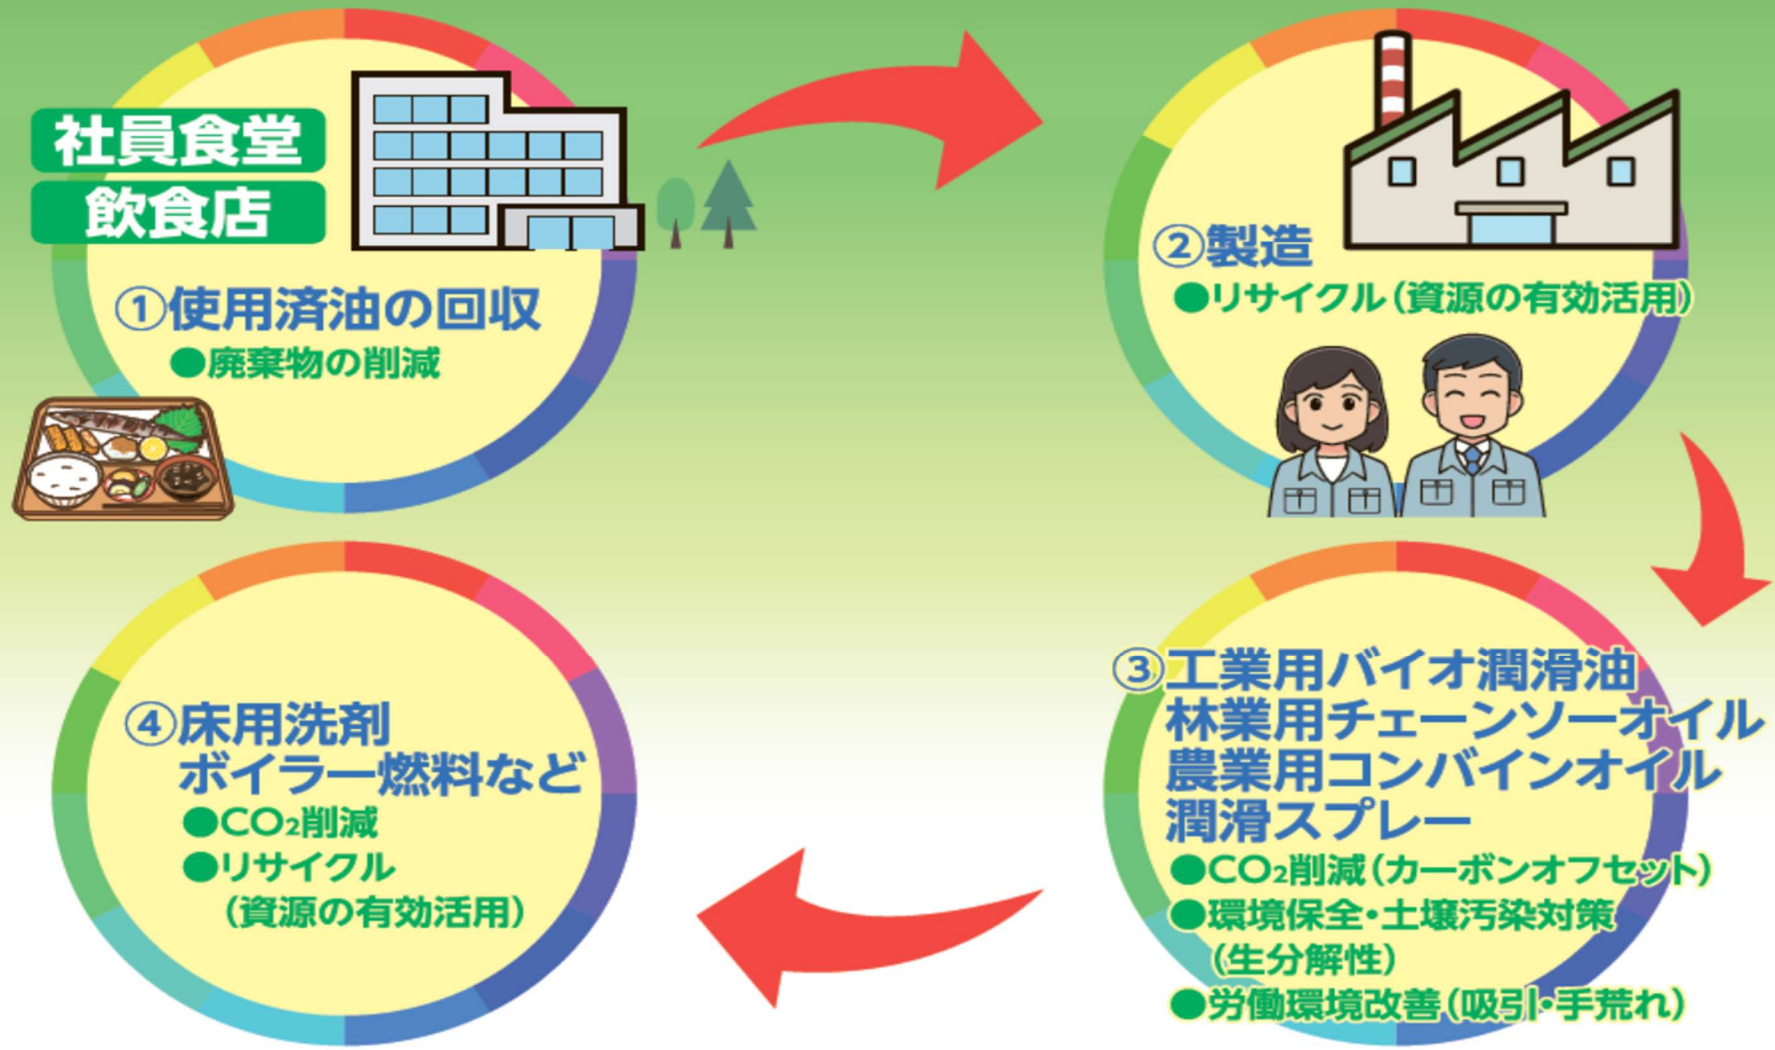 社員食堂
飲食店
①使用済油の回収
●廃棄物の削減
②製造
●リサイクル（資源の有効活用）
③工業用バイオ潤滑油
林業用チェーンソーオイル
農業用コンバインオイル
潤滑スプレー
●CO₂削減（カーボンオフセット）
●環境保全・土壌汚染対策
（生分解性）
●労働環境改善（吸引・手荒れ）
④床用洗剤
ボイラー燃料など
●CO₂削減
●リサイクル
（資源の有効活用）